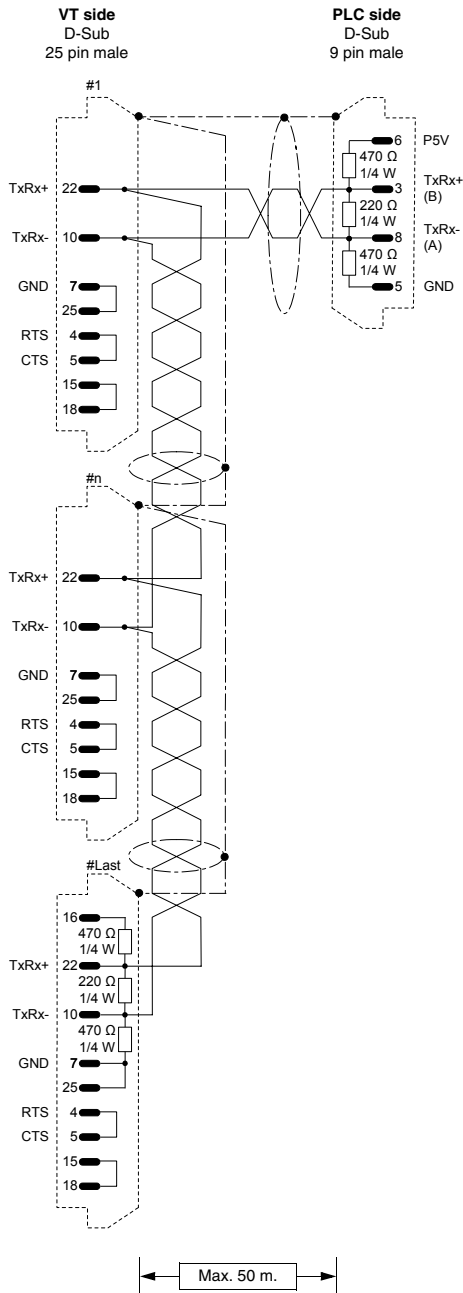 VT side
D-Sub
25 pin male
PLC side
D-Sub
9 pin male
#1
6 P5V
470 Ω
1/4 W
TxRx+ 22
3 TxRx+
(B)
220 Ω
1/4 W
TxRx- 10
8 TxRx-
(A)
470 Ω
1/4 W
GND 7
5 GND
25
RTS 4
CTS 5
15
18
#n
TxRx+ 22
TxRx- 10
GND 7
25
RTS 4
CTS 5
15
18
#Last
16
470 Ω
1/4 W
TxRx+ 22
220 Ω
1/4 W
TxRx- 10
470 Ω
1/4 W
GND 7
25
RTS 4
CTS 5
15
18
Max. 50 m.